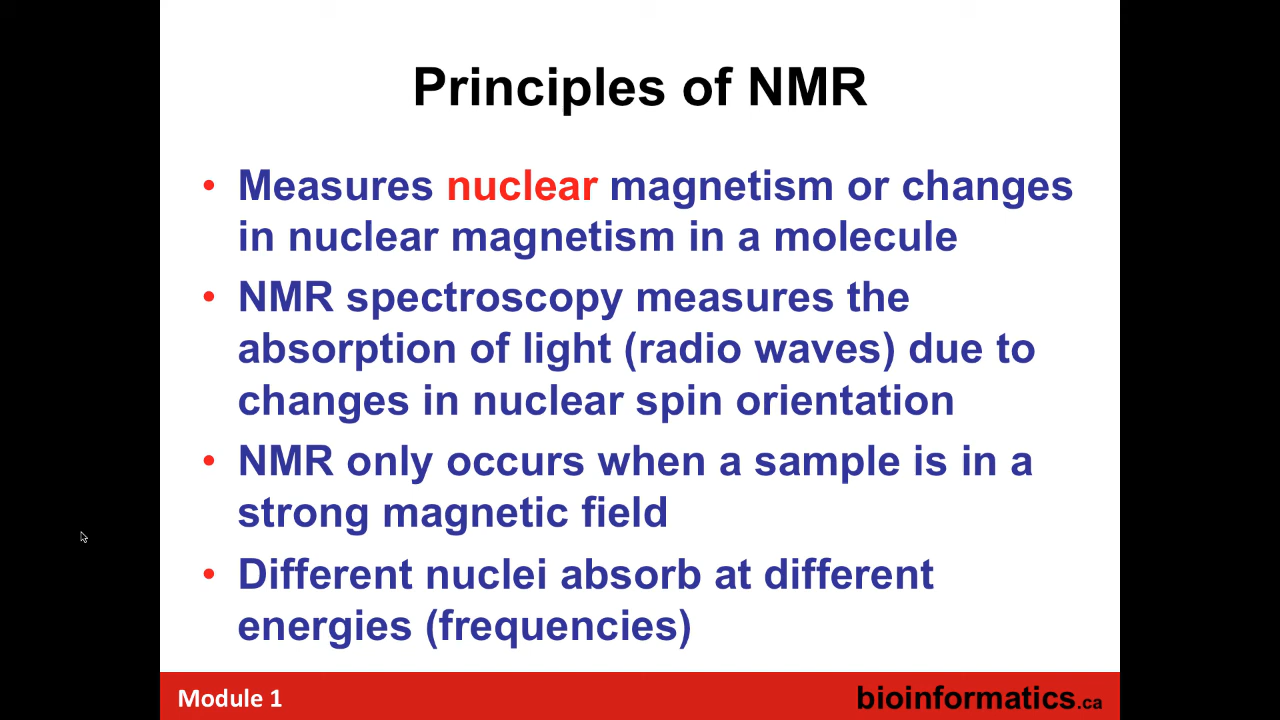 Principles of NMR
• Measures nuclear magnetism or changes
in nuclear magnetism in a molecule
• NMR spectroscopy measures the
absorption of light (radio waves) due to
changes in nuclear spin orientation
• NMR only occurs when a sample is in a
strong magnetic field
• Different nuclei absorb at different
energies (frequencies)
Module 1
bioinformatics.ca